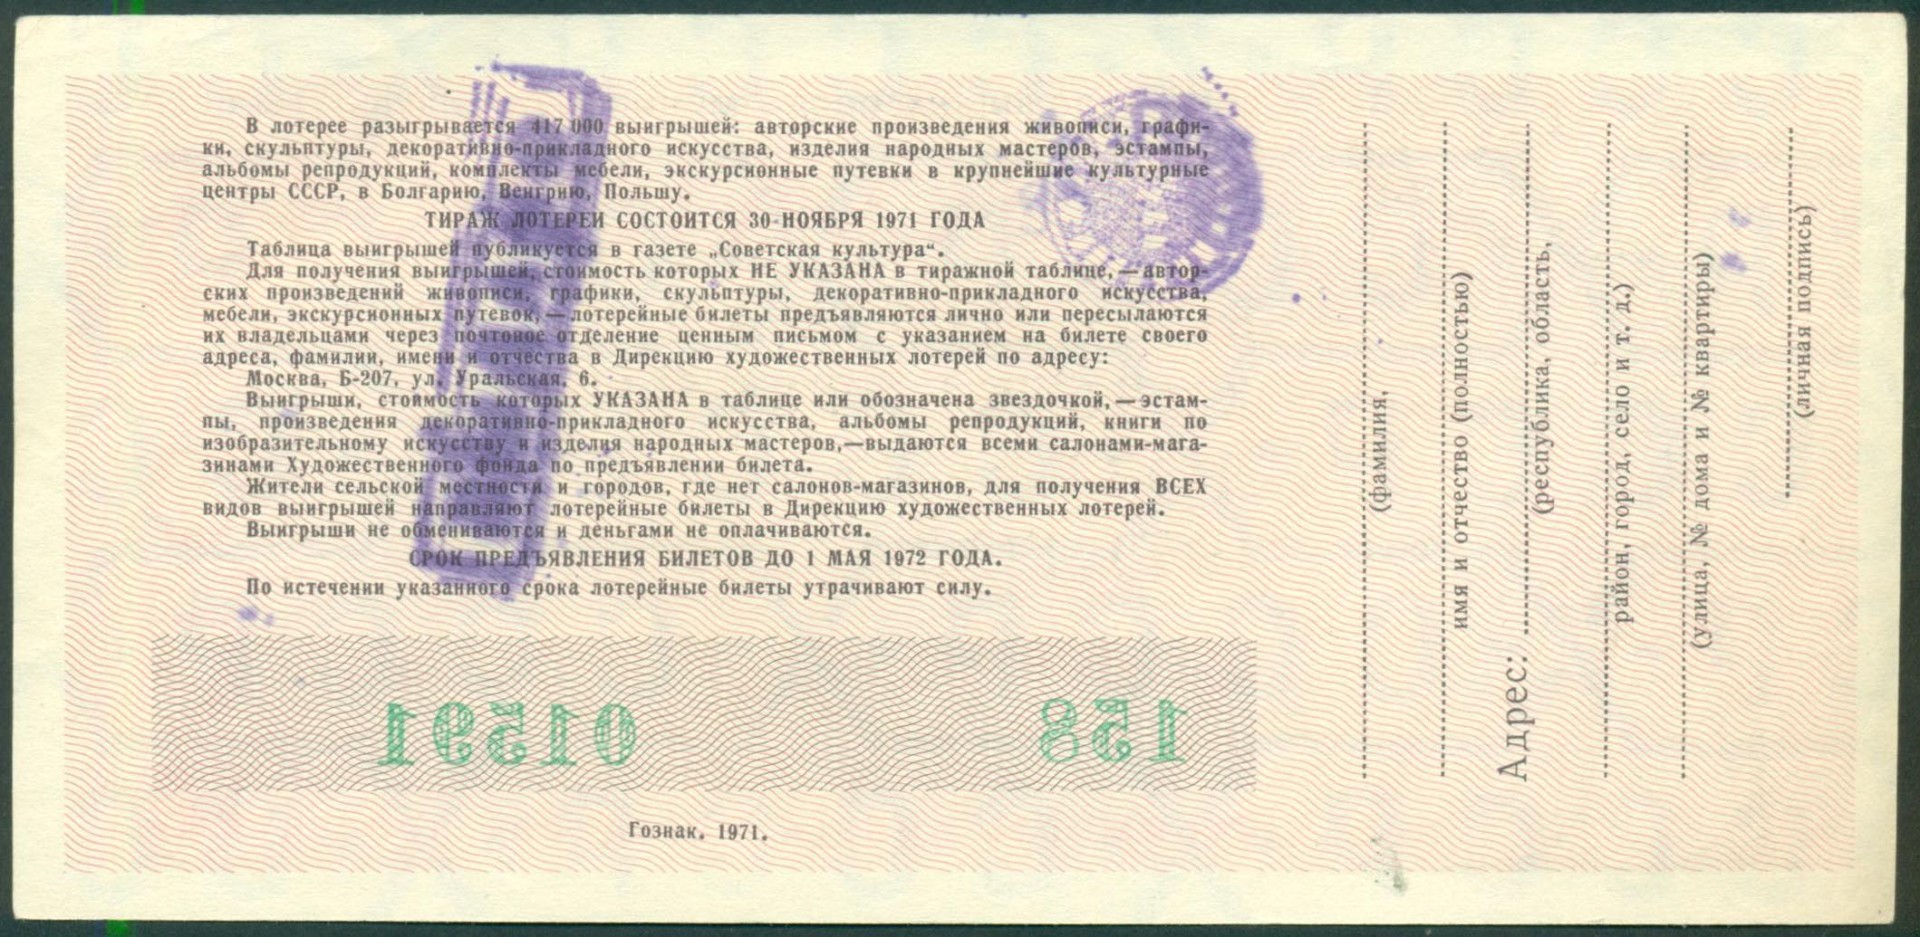 В лотерее разыгрывается 417 000 выигрышей: авторские произведения живописи, графи-
ки, скульптуры, декоративно-прикладного искусства, изделия народных мастеров, эстампы,
альбомы репродукций, комплекты мебели, экскурсионные путевки в крупнейшие культурные
центры СССР, в Болгарию, Венгрию, Польшу.
ТИРАЖ ЛОТЕРЕИ СОСТОИТСЯ 30 НОЯБРЯ 1971 ГОДА
Таблица выигрышей публикуется в газете „Советская культура“.
Для получения выигрышей, стоимость которых НЕ УКАЗАНА в тиражной таблице,—автор-
ских произведений живописи, графики, скульптуры, декоративно-прикладного искусства,
мебели, экскурсионных путевок,—лотерейные билеты предъявляются лично или пересылаются
их владельцами через почтовое отделение ценным письмом с указанием на билете своего
адреса, фамилии, имени и отчества в Дирекцию художественных лотерей по адресу:
Москва, Б-207, ул. Уральская, 6.
Выигрыши, стоимость которых УКАЗАНА в таблице или обозначена звездочкой,—эстам-
пы, произведения декоративно-прикладного искусства, альбомы репродукций, книги по
изобразительному искусству и изделия народных мастеров,—выдаются всеми салонами-мага-
зинами Художественного фонда по предъявлении билета.
Жители сельской местности и городов, где нет салонов-магазинов, для получения ВСЕХ
видов выигрышей направляют лотерейные билеты в Дирекцию художественных лотерей.
Выигрыши не обмениваются и деньгами не оплачиваются.
СРОК ПРЕДЪЯВЛЕНИЯ БИЛЕТОВ ДО 1 МАЯ 1972 ГОДА.
По истечении указанного срока лотерейные билеты утрачивают силу.
01591 158
Гознак. 1971.
(фамилия,
имя и отчество (полностью)
Адрес:
(республика, область,
район, город, село и т. д.)
(улица, № дома и № квартиры)
(личная подпись)